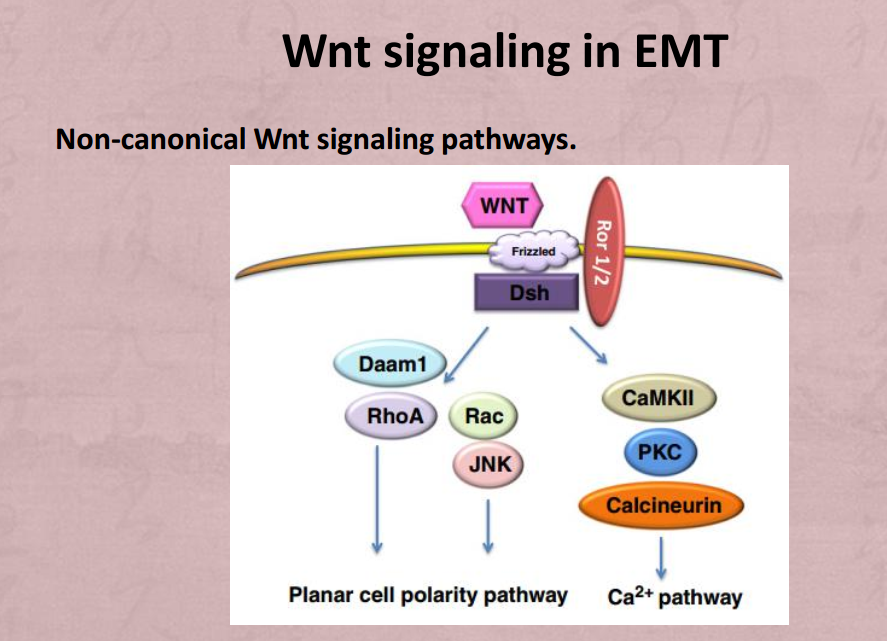 Wnt signaling in EMT
Non-canonical Wnt signaling pathways.
WNT
Frizzled
Ror 1/2
Dsh
Daam1
RhoA
Rac
JNK
CaMKII
PKC
Calcineurin
Planar cell polarity pathway
Ca²⁺ pathway